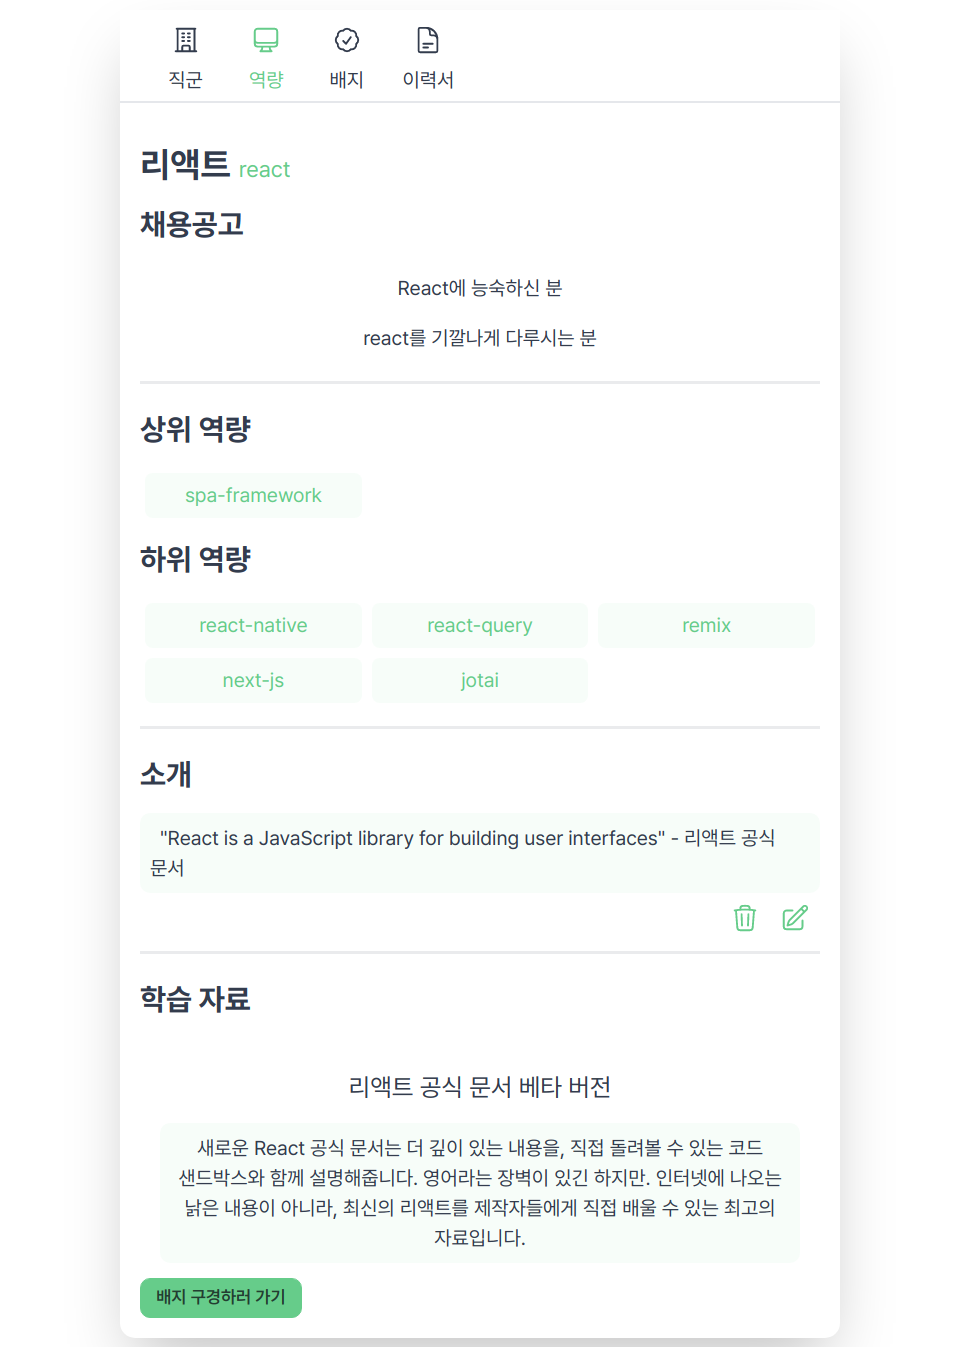 직군 역량 배지 이력서
리액트 react
채용공고
React에 능숙하신 분
react를 기깔나게 다루시는 분
상위 역량
spa-framework
하위 역량
react-native react-query remix
next-js jotai
소개
"React is a JavaScript library for building user interfaces" - 리액트 공식
문서
학습 자료
리액트 공식 문서 베타 버전
새로운 React 공식 문서는 더 깊이 있는 내용을, 직접 돌려볼 수 있는 코드
샌드박스와 함께 설명해줍니다. 영어라는 장벽이 있긴 하지만. 인터넷에 나오는
낡은 내용이 아니라, 최신의 리액트를 제작자들에게 직접 배울 수 있는 최고의
자료입니다.
배지 구경하러 가기